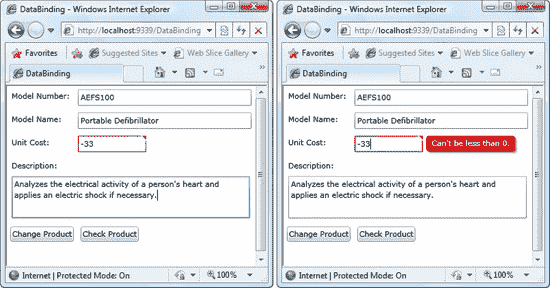 DataBinding - Windows Internet Explorer
http://localhost:9339/DataBinding
Favorites Suggested Sites Web Slice Gallery
DataBinding
Model Number: AEFS100
Model Name: Portable Defibrillator
Unit Cost: -33
Description:
Analyzes the electrical activity of a person's heart and
applies an electric shock if necessary.
Change Product Check Product
Internet | Protected Mode: On 100%
DataBinding - Windows Internet Explorer
http://localhost:9339/DataBinding
Favorites Suggested Sites Web Slice Gallery
DataBinding
Model Number: AEFS100
Model Name: Portable Defibrillator
Unit Cost: -33 Can't be less than 0.
Description:
Analyzes the electrical activity of a person's heart and
applies an electric shock if necessary.
Change Product Check Product
Internet | Protected Mode: On 100%